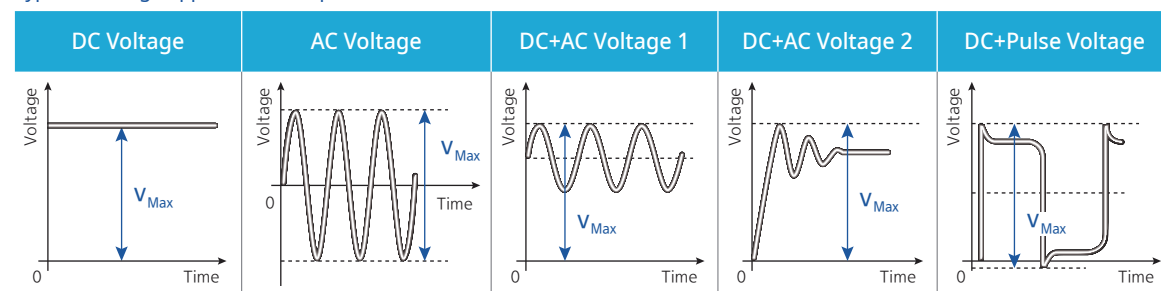 DC Voltage
AC Voltage
DC+AC Voltage 1
DC+AC Voltage 2
DC+Pulse Voltage
Voltage
VMax
0
Time
Voltage
VMax
0
Time
Voltage
VMax
0
Time
Voltage
VMax
0
Time
Voltage
VMax
0
Time